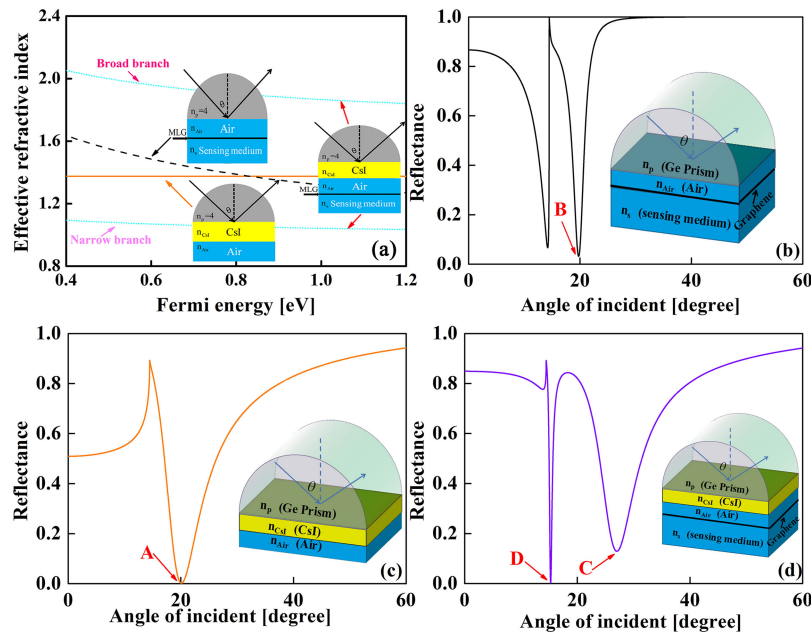 (a)
Effective refractive index
2.4
2.0
1.6
1.2
0.8
0.4
0.6
0.8
1.0
1.2
Fermi energy [eV]
Broad branch
Narrow branch
MLG
θ
n_p=4
n_Air Air
n_s Sensing medium
θ
n_p=4
n_CsI CsI
n_Air Air
θ
n_p=4
n_CsI CsI
n_Air Air
MLG
n_s Sensing medium
(b)
Reflectance
1.0
0.8
0.6
0.4
0.2
0.0
0
20
40
60
Angle of incident [degree]
B
θ
n_p (Ge Prism)
n_Air (Air)
n_s (sensing medium)
Graphene
(c)
Reflectance
1.0
0.8
0.6
0.4
0.2
0.0
0
20
40
60
Angle of incident [degree]
A
θ
n_p (Ge Prism)
n_CsI (CsI)
n_Air (Air)
(d)
Reflectance
1.0
0.8
0.6
0.4
0.2
0.0
0
20
40
60
Angle of incident [degree]
D
C
θ
n_p (Ge Prism)
n_CsI (CsI)
n_Air (Air)
n_s (sensing medium)
Graphene